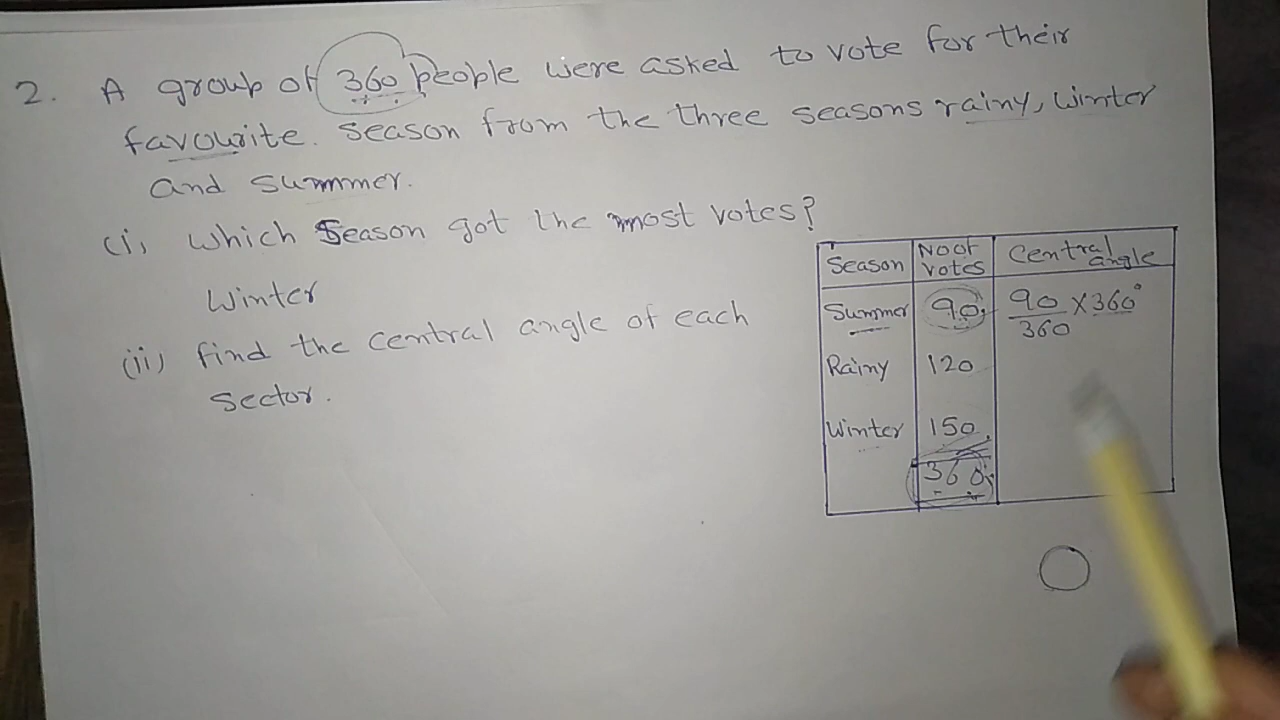 2. A group of 360 people were asked to vote for their
favourite. season from the three seasons rainy, winter
and summer.
(i) which Season got the most votes?
Winter
(ii) find the central angle of each
sector.
Season No of votes Central angle
Summer 90 90/360 × 360°
Rainy 120
Winter 150
360